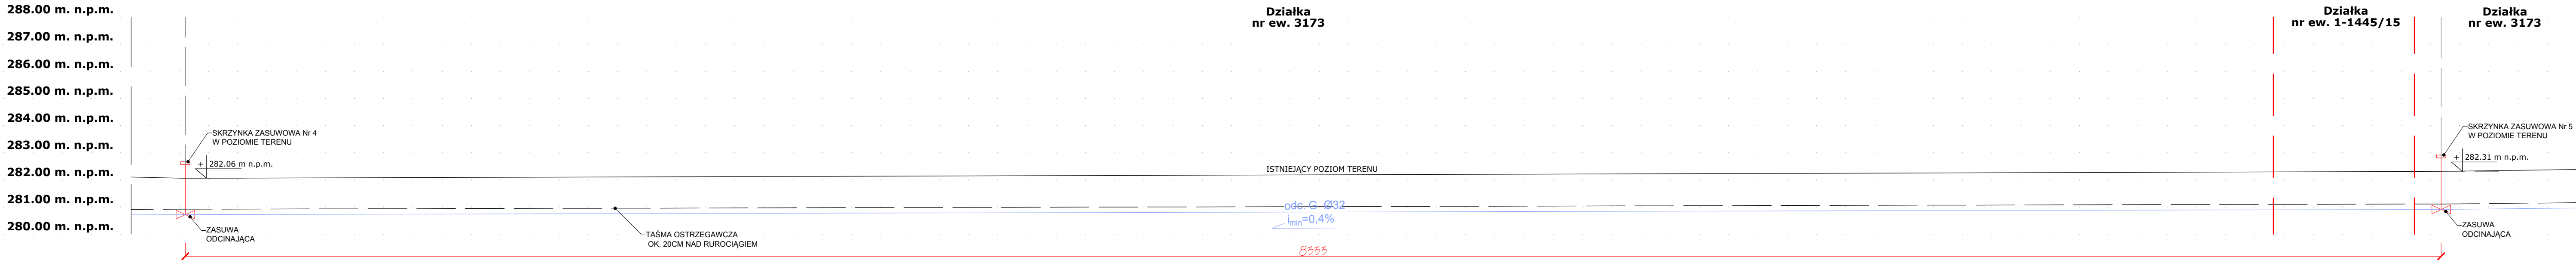 288.00 m. n.p.m.
287.00 m. n.p.m.
286.00 m. n.p.m.
285.00 m. n.p.m.
284.00 m. n.p.m.
283.00 m. n.p.m.
282.00 m. n.p.m.
281.00 m. n.p.m.
280.00 m. n.p.m.
Działka
nr ew. 3173
Działka
nr ew. 1-1445/15
Działka
nr ew. 3173
SKRZYNKA ZASUWOWA Nr 4
W POZIOMIE TERENU
+ 282.06 m n.p.m.
ISTNIEJĄCY POZIOM TERENU
SKRZYNKA ZASUWOWA Nr 5
W POZIOMIE TERENU
+ 282.31 m n.p.m.
ZASUWA
ODCINAJĄCA
TAŚMA OSTRZEGAWCZA
OK. 20CM NAD RUROCIĄGIEM
odc. G Ø32
imin=0,4%
ZASUWA
ODCINAJĄCA
8333